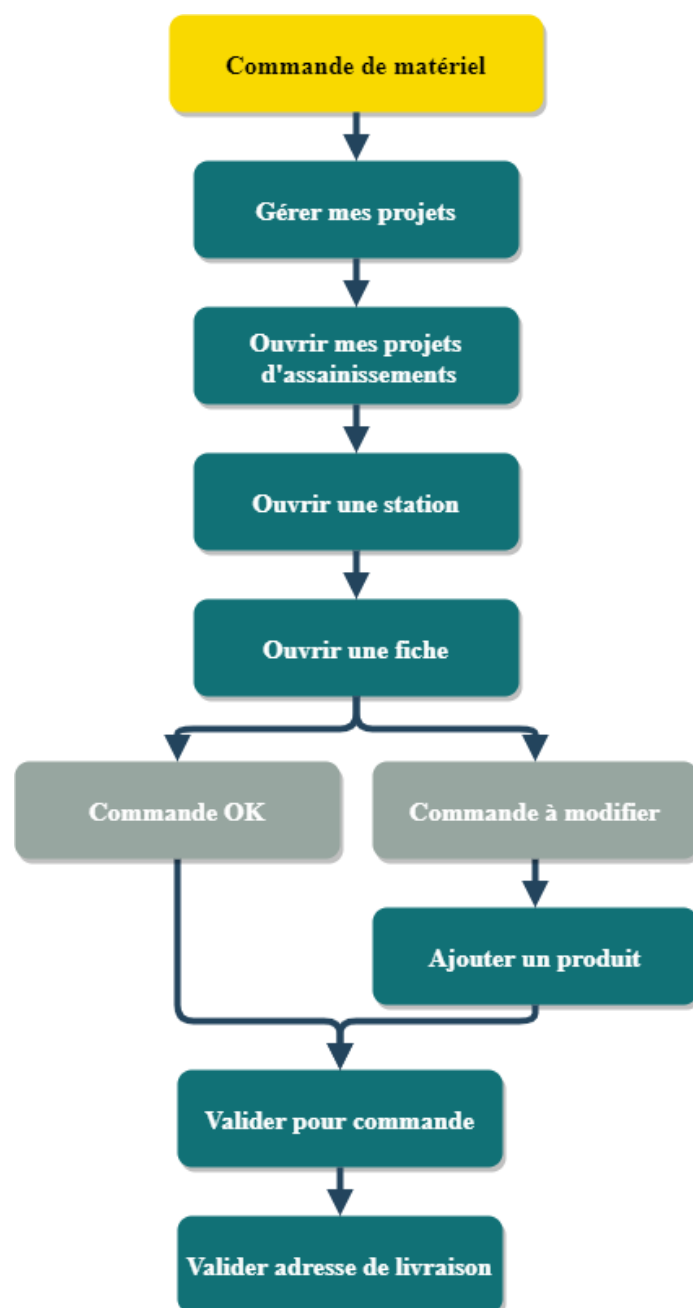 Commande de matériel
Gérer mes projets
Ouvrir mes projets
d'assainissements
Ouvrir une station
Ouvrir une fiche
Commande OK
Commande à modifier
Ajouter un produit
Valider pour commande
Valider adresse de livraison